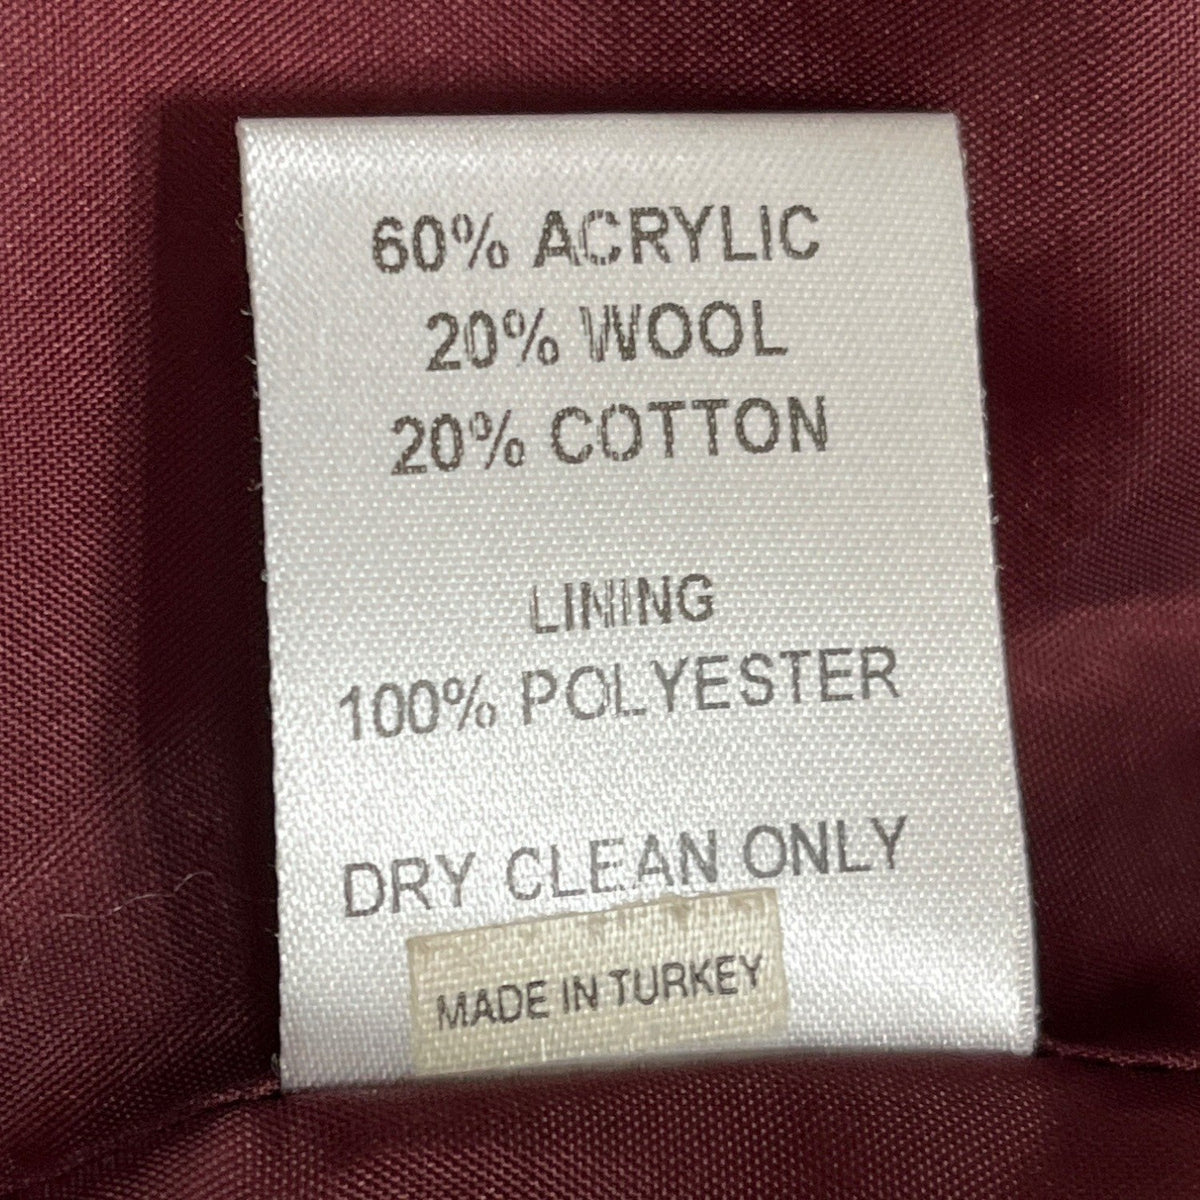 60% ACRYLIC
20% WOOL
20% COTTON
LINING
100% POLYESTER
DRY CLEAN ONLY
MADE IN TURKEY